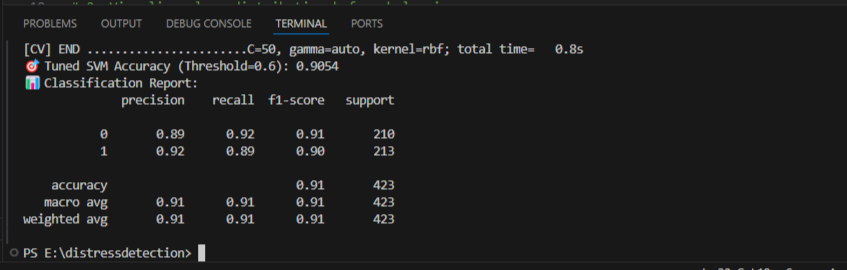 PROBLEMS OUTPUT DEBUG CONSOLE TERMINAL PORTS
[CV] END .......................C=50, gamma=auto, kernel=rbf; total time= 0.8s
🎯 Tuned SVM Accuracy (Threshold=0.6): 0.9054
📊 Classification Report:
precision recall f1-score support
0 0.89 0.92 0.91 210
1 0.92 0.89 0.90 213
accuracy 0.91 423
macro avg 0.91 0.91 0.91 423
weighted avg 0.91 0.91 0.91 423
PS E:\distressdetection>